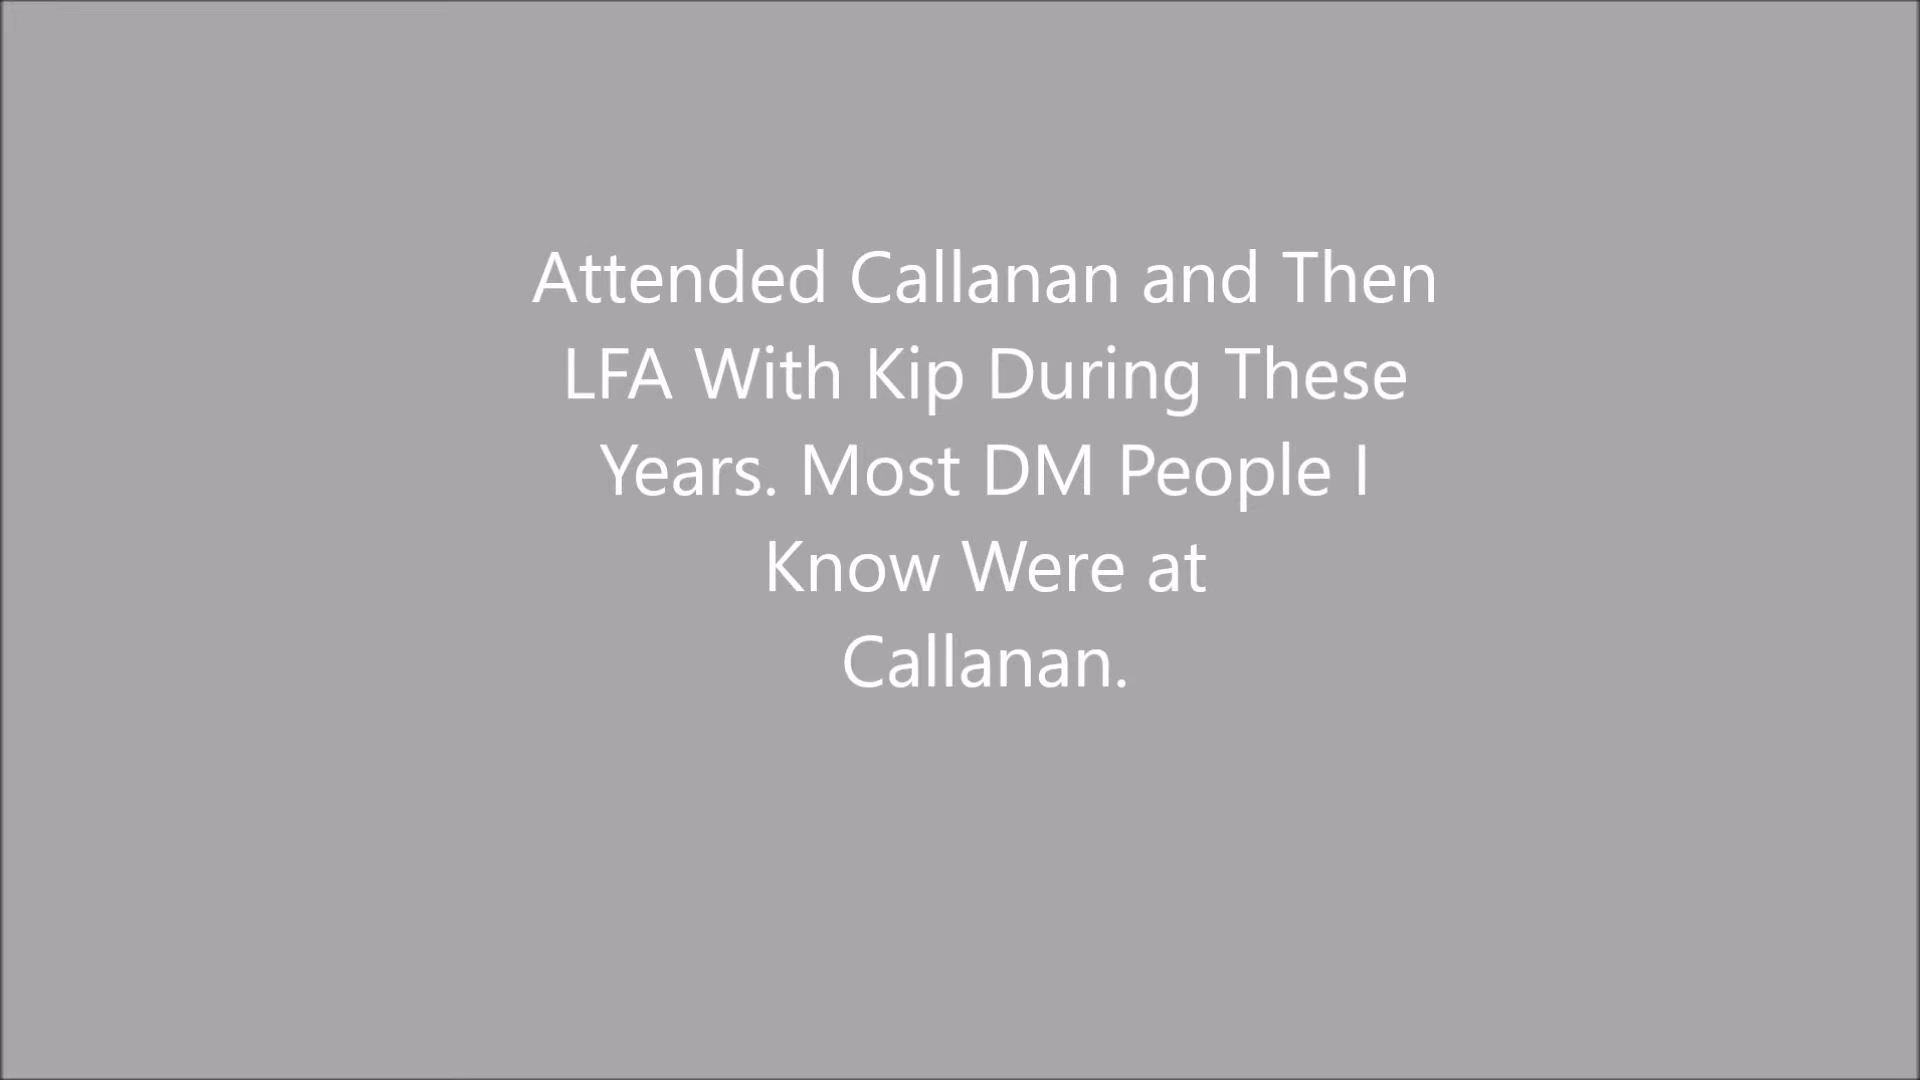 Attended Callanan and Then
LFA With Kip During These
Years. Most DM People I
Know Were at
Callanan.